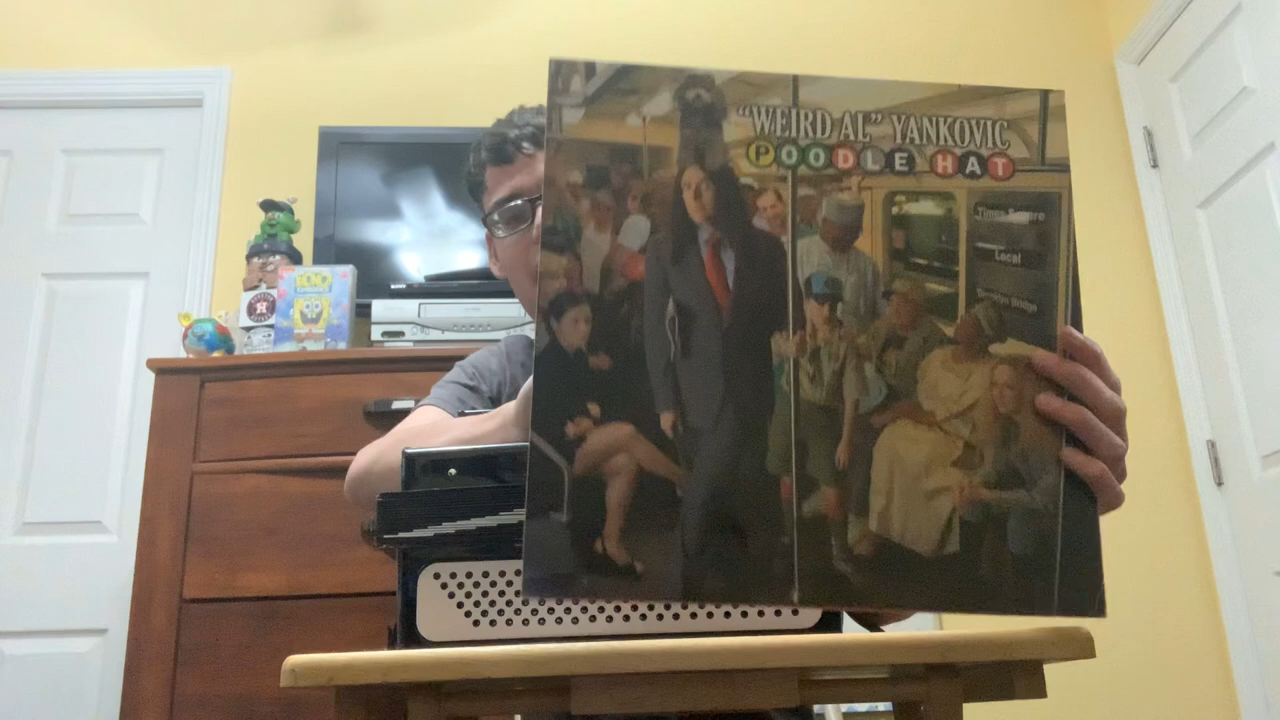 "WEIRD AL" YANKOVIC
POODLE HAT
Times Square
Local
Brooklyn Bridge
H